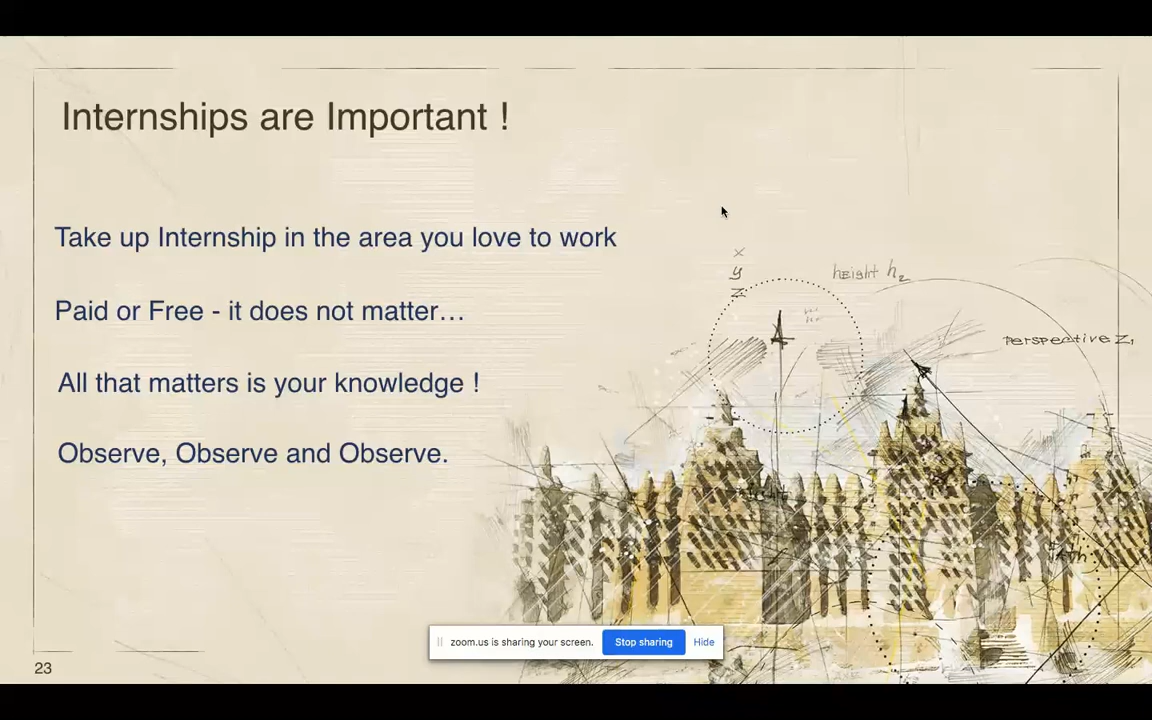 Internships are Important !
Take up Internship in the area you love to work
Paid or Free - it does not matter…
All that matters is your knowledge !
Observe, Observe and Observe.
x
y
z
height h2
perspective Z1
zoom.us is sharing your screen.
Stop sharing
Hide
23